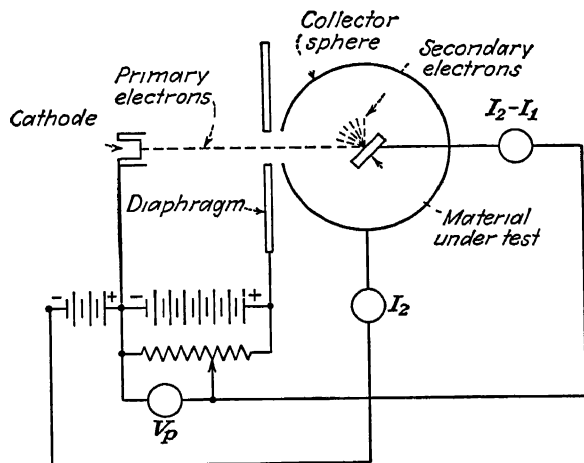 Collector
sphere
Secondary
electrons
Primary
electrons
I₂-I₁
Cathode
Diaphragm
Material
under test
- +
- +
I₂
Vp